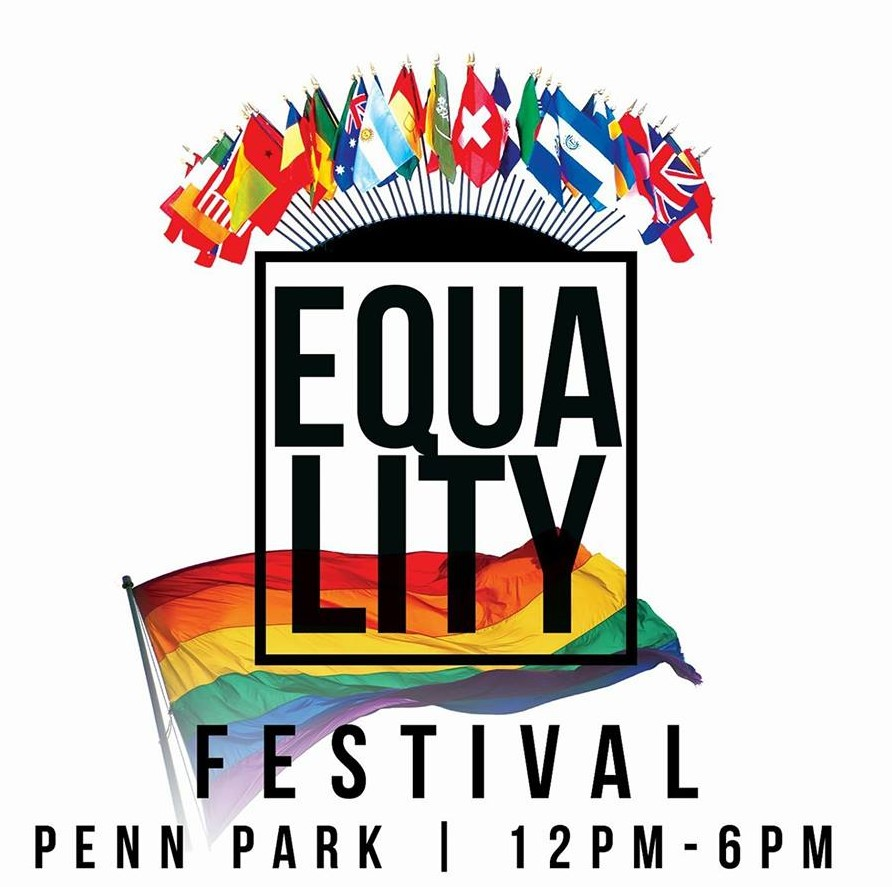 EQUA
LITY
FESTIVAL
PENN PARK | 12PM-6PM